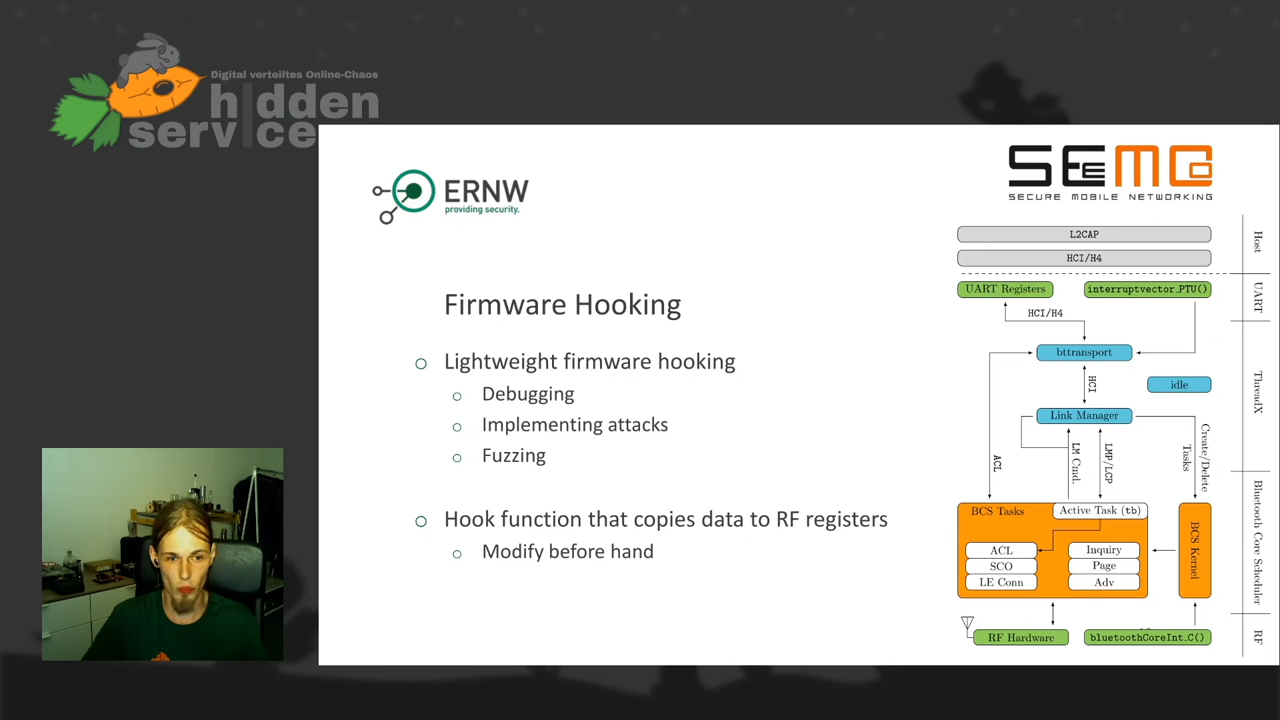 Digital verteiltes Online-Chaos
hidden
service
ERNW
providing security.
SEEMOO
SECURE MOBILE NETWORKING
Firmware Hooking
Lightweight firmware hooking
Debugging
Implementing attacks
Fuzzing
Hook function that copies data to RF registers
Modify before hand
L2CAP
HCI/H4
Host
UART Registers
interruptvector_PTU()
UART
HCI/H4
bttransport
HCI
idle
ThreadX
Link Manager
ACL
LM Cmd.
LMP/LCP
Create/Delete
Tasks
BCS Tasks
Active Task (tb)
ACL
Inquiry
SCO
Page
LE Conn
Adv
BCS Kernel
Bluetooth Core Scheduler
RF Hardware
bluetoothCoreInt_C()
RF